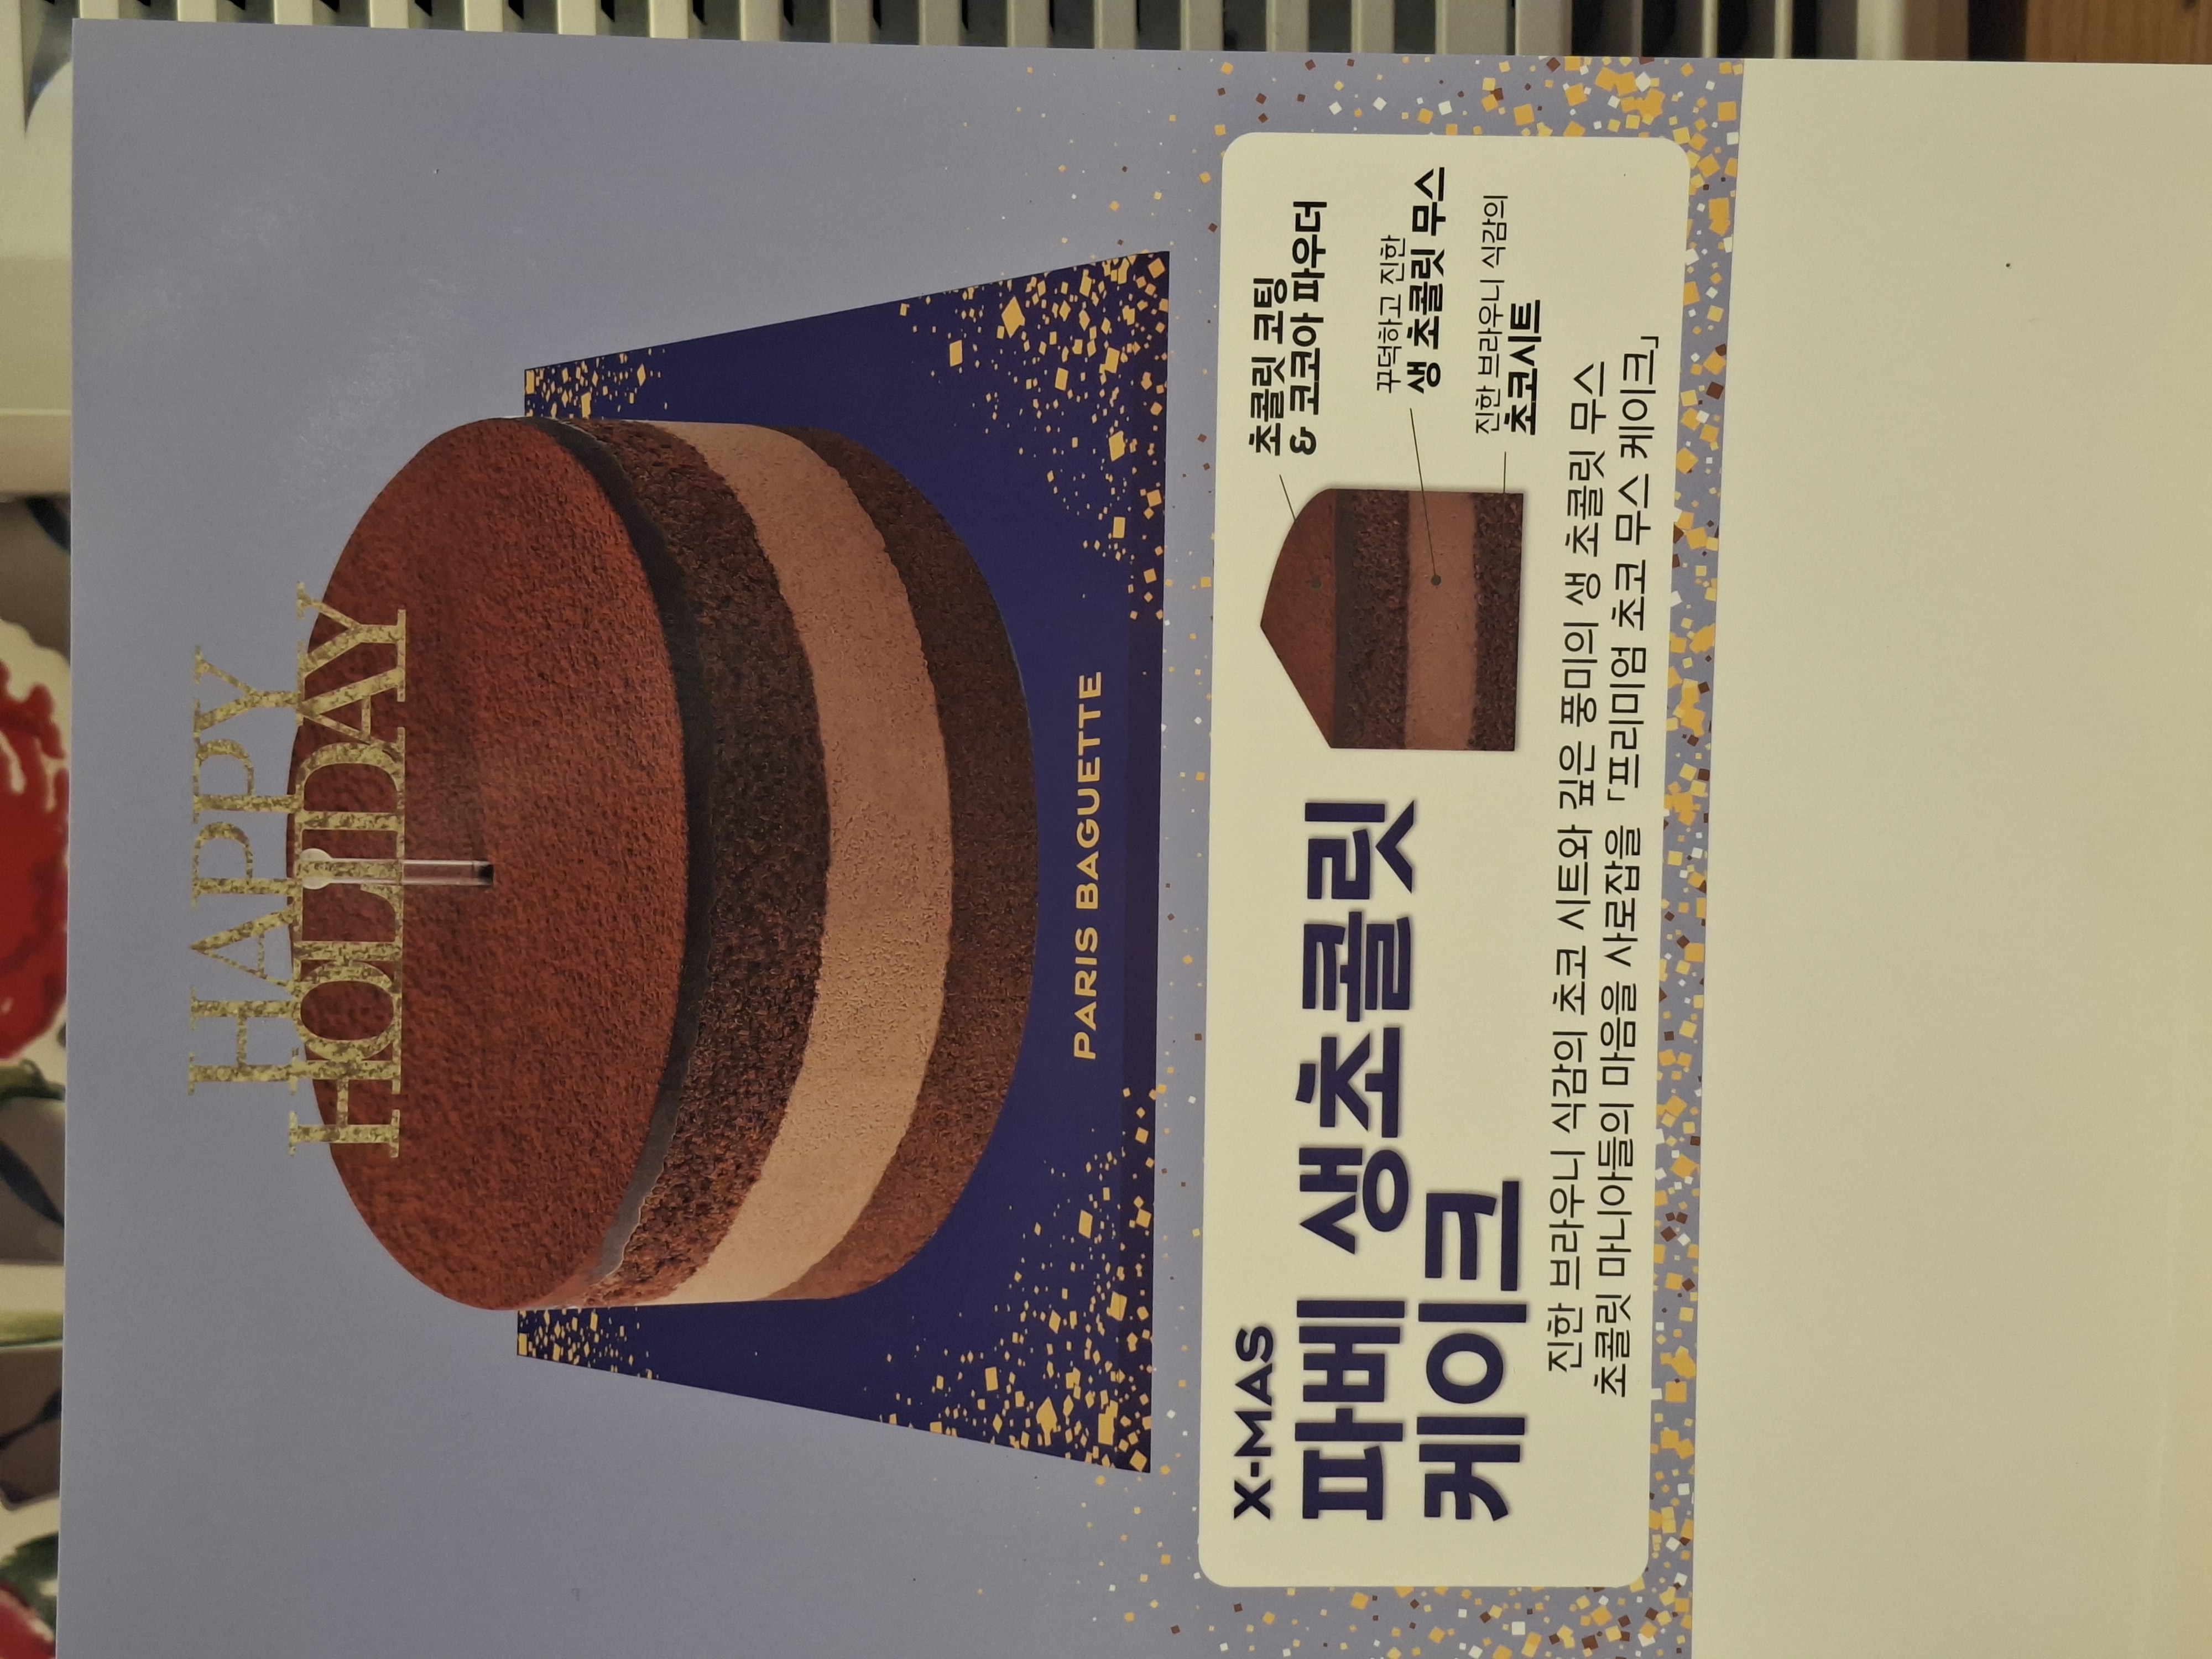 HAPPY
HOLIDAY
PARIS BAGUETTE
X-MAS
파베 생초콜릿
케이크
초콜릿 코팅
& 코코아 파우더
꾸덕하고 진한
생 초콜릿 무스
진한 브라우니 식감의
초코시트
진한 브라우니 식감의 초코 시트와 깊은 풍미의 생 초콜릿 무스
초콜릿 마니아들의 마음을 사로잡을 「프리미엄 초코 무스 케이크」